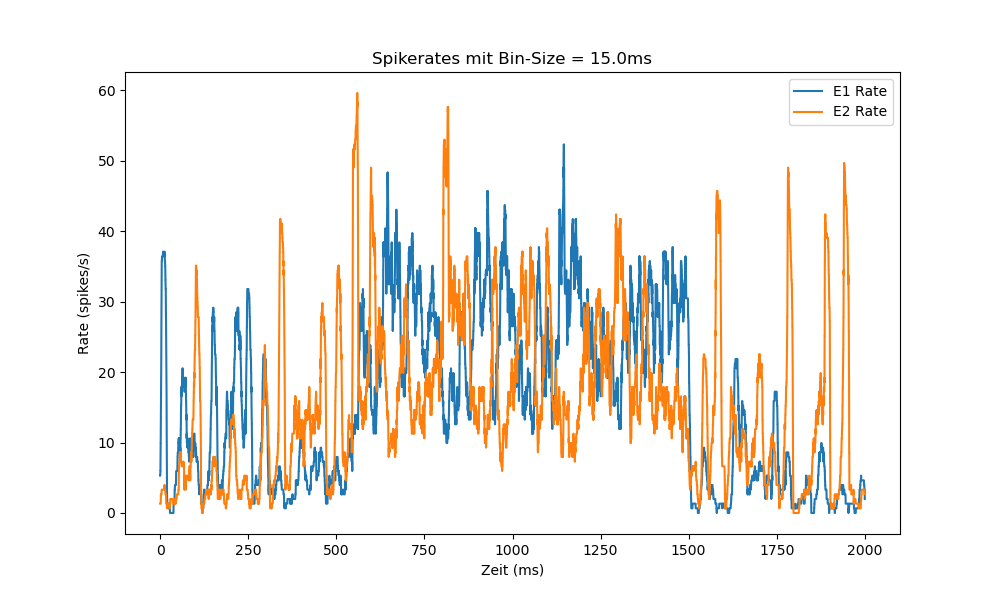 Spikerates mit Bin-Size = 15.0ms
E1 Rate
E2 Rate
60
50
40
30
20
10
0
Rate (spikes/s)
0 250 500 750 1000 1250 1500 1750 2000
Zeit (ms)